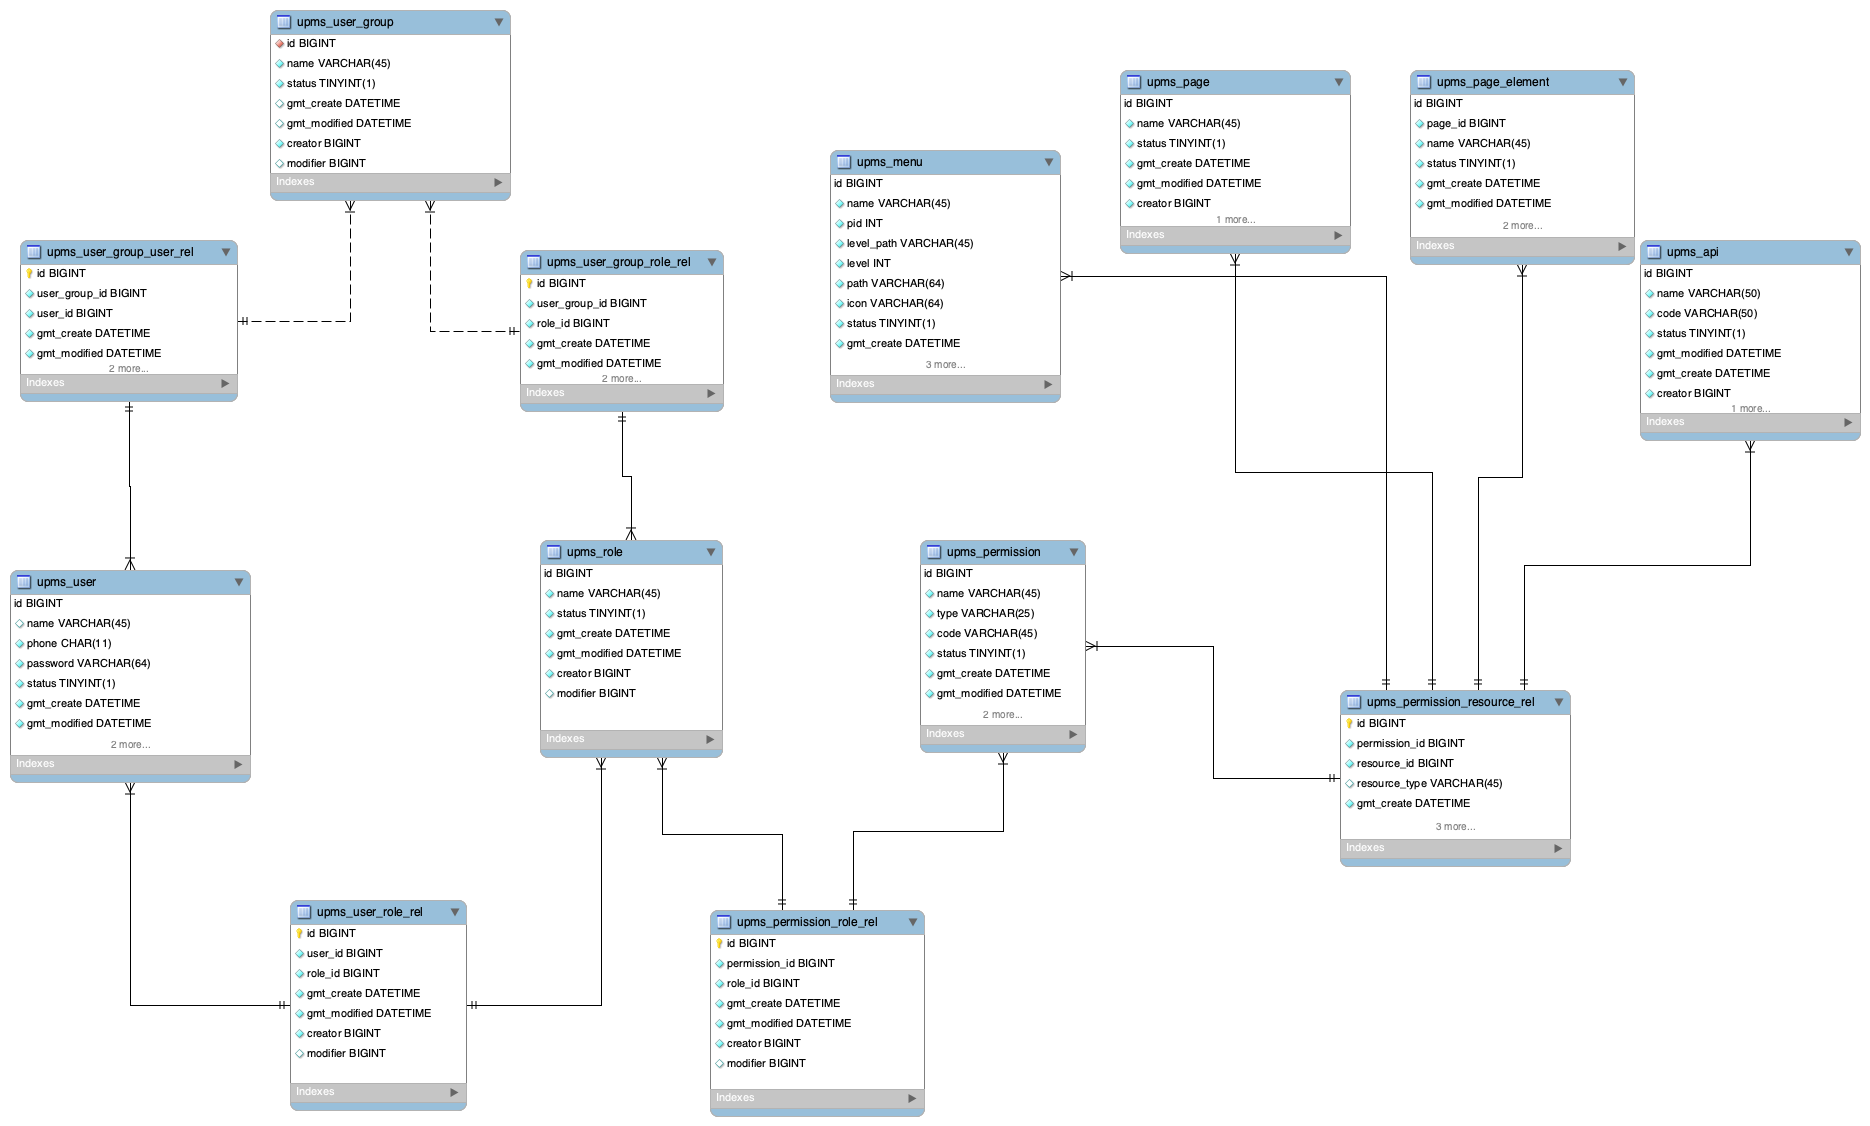 upms_user_group
id BIGINT
name VARCHAR(45)
status TINYINT(1)
gmt_create DATETIME
gmt_modified DATETIME
creator BIGINT
modifier BIGINT
Indexes
upms_page
id BIGINT
name VARCHAR(45)
status TINYINT(1)
gmt_create DATETIME
gmt_modified DATETIME
creator BIGINT
1 more...
Indexes
upms_page_element
id BIGINT
page_id BIGINT
name VARCHAR(45)
status TINYINT(1)
gmt_create DATETIME
gmt_modified DATETIME
2 more...
Indexes
upms_menu
id BIGINT
name VARCHAR(45)
pid INT
level_path VARCHAR(45)
level INT
path VARCHAR(64)
icon VARCHAR(64)
status TINYINT(1)
gmt_create DATETIME
3 more...
Indexes
upms_user_group_user_rel
id BIGINT
user_group_id BIGINT
user_id BIGINT
gmt_create DATETIME
gmt_modified DATETIME
2 more...
Indexes
upms_user_group_role_rel
id BIGINT
user_group_id BIGINT
role_id BIGINT
gmt_create DATETIME
gmt_modified DATETIME
2 more...
Indexes
upms_api
id BIGINT
name VARCHAR(50)
code VARCHAR(50)
status TINYINT(1)
gmt_modified DATETIME
gmt_create DATETIME
creator BIGINT
1 more...
Indexes
upms_user
id BIGINT
name VARCHAR(45)
phone CHAR(11)
password VARCHAR(64)
status TINYINT(1)
gmt_create DATETIME
gmt_modified DATETIME
2 more...
Indexes
upms_role
id BIGINT
name VARCHAR(45)
status TINYINT(1)
gmt_create DATETIME
gmt_modified DATETIME
creator BIGINT
modifier BIGINT
Indexes
upms_permission
id BIGINT
name VARCHAR(45)
type VARCHAR(25)
code VARCHAR(45)
status TINYINT(1)
gmt_create DATETIME
gmt_modified DATETIME
2 more...
Indexes
upms_permission_resource_rel
id BIGINT
permission_id BIGINT
resource_id BIGINT
resource_type VARCHAR(45)
gmt_create DATETIME
3 more...
Indexes
upms_user_role_rel
id BIGINT
user_id BIGINT
role_id BIGINT
gmt_create DATETIME
gmt_modified DATETIME
creator BIGINT
modifier BIGINT
Indexes
upms_permission_role_rel
id BIGINT
permission_id BIGINT
role_id BIGINT
gmt_create DATETIME
gmt_modified DATETIME
creator BIGINT
modifier BIGINT
Indexes